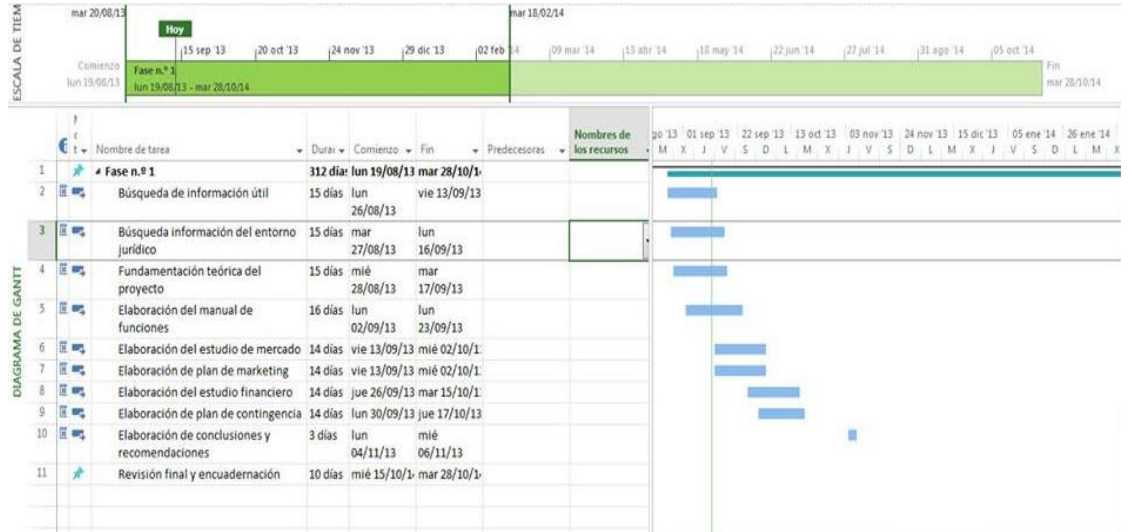 ESCALA DE TIEM
mar 20/08/13
mar 18/02/14
Hoy
15 sep '13 20 oct '13 24 nov '13 29 dic '13 02 feb '14 09 mar '14 13 abr '14 18 may '14 22 jun '14 27 jul '14 31 ago '14 05 oct '14
Comienzo
lun 19/08/13
Fase n.º 1
lun 19/08/13 - mar 28/10/14
Fin
mar 28/10/14
DIAGRAMA DE GANTT
Nombre de tarea Durac Comienzo Fin Predecesoras Nombres de los recursos
go '13 01 sep '13 22 sep '13 13 oct '13 03 nov '13 24 nov '13 15 dic '13 05 ene '14 26 ene '14
M X J V S D L M X J V S D L M X J V S D L M X
1 Fase n.º 1 312 días lun 19/08/13 mar 28/10/1
2 Búsqueda de información útil 15 días lun vie 13/09/13
26/08/13
3 Búsqueda información del entorno 15 días mar lun
jurídico 27/08/13 16/09/13
4 Fundamentación teórica del 15 días mié mar
proyecto 28/08/13 17/09/13
5 Elaboración del manual de 16 días lun lun
funciones 02/09/13 23/09/13
6 Elaboración del estudio de mercado 14 días vie 13/09/13 mié 02/10/1
7 Elaboración de plan de marketing 14 días vie 13/09/13 mié 02/10/1
8 Elaboración del estudio financiero 14 días jue 26/09/13 mar 15/10/1
9 Elaboración de plan de contingencia 14 días lun 30/09/13 jue 17/10/13
10 Elaboración de conclusiones y 3 días lun mié
recomendaciones 04/11/13 06/11/13
11 Revisión final y encuadernación 10 días mié 15/10/1 mar 28/10/1